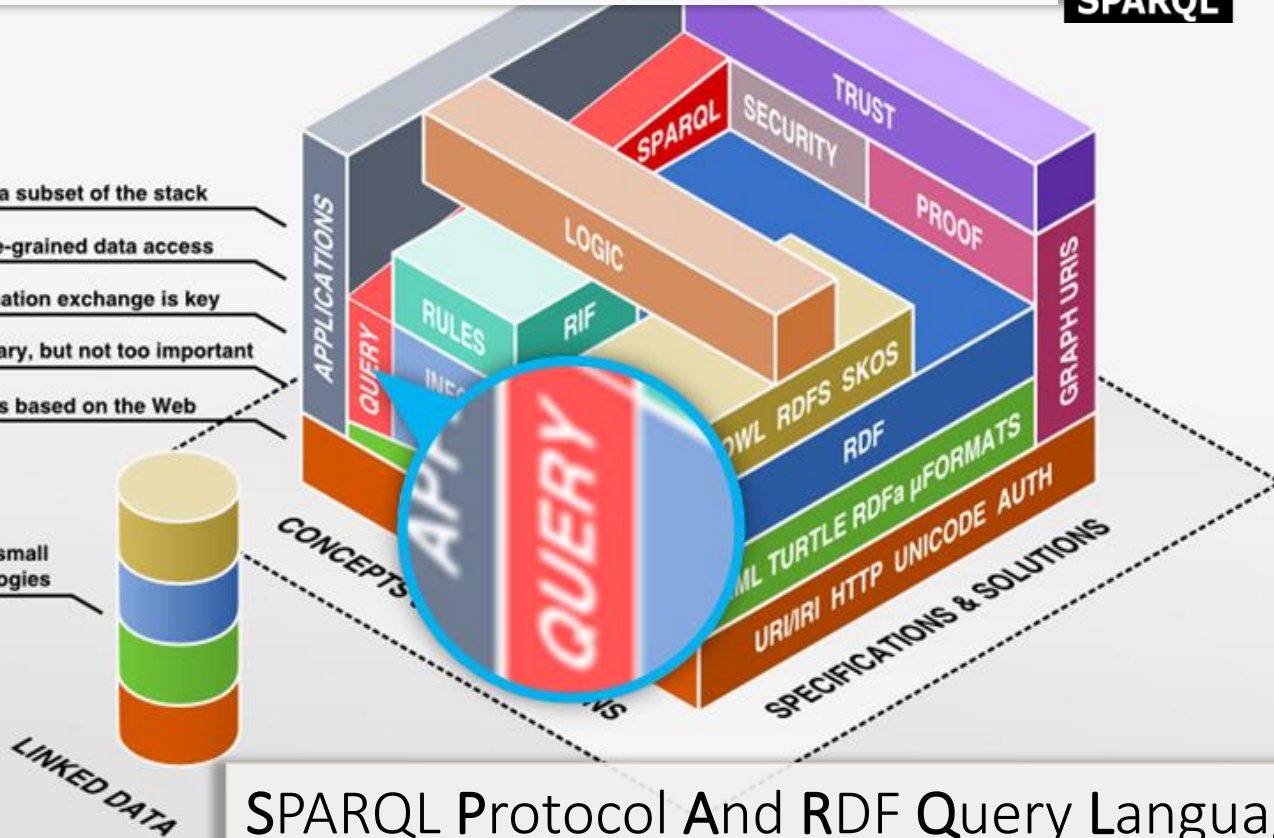 SPARQL
TRUST
SPARQL
SECURITY
PROOF
a subset of the stack
e-grained data access
ation exchange is key
ary, but not too important
s based on the Web
APPLICATIONS
LOGIC
GRAPH URIS
RULES
RIF
QUERY
OWL RDFS SKOS
RDF
ML TURTLE RDFa µFORMATS
URI/IRI HTTP UNICODE AUTH
QUERY
CONCEPTS
NS
SPECIFICATIONS & SOLUTIONS
small
ogies
LINKED DATA
SPARQL Protocol And RDF Query Langua